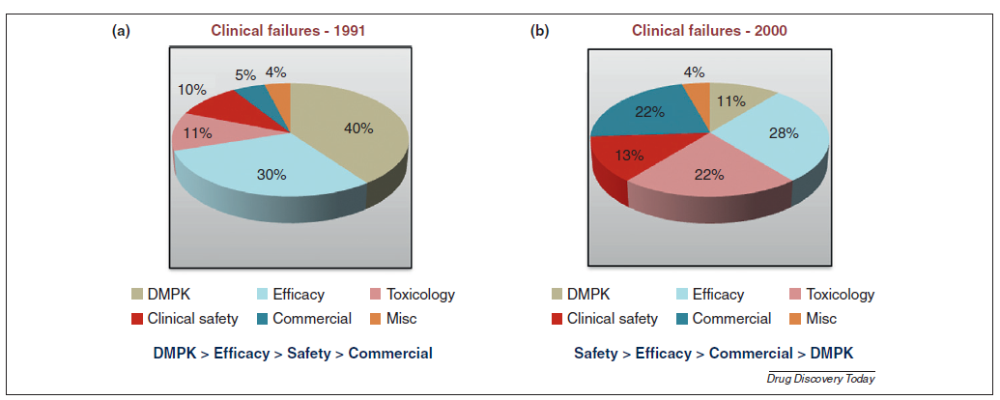 (a)
Clinical failures - 1991
5% 4%
10%
11%
40%
30%
DMPK Efficacy Toxicology
Clinical safety Commercial Misc
DMPK > Efficacy > Safety > Commercial
(b)
Clinical failures - 2000
4%
11%
22%
28%
13%
22%
DMPK Efficacy Toxicology
Clinical safety Commercial Misc
Safety > Efficacy > Commercial > DMPK
Drug Discovery Today